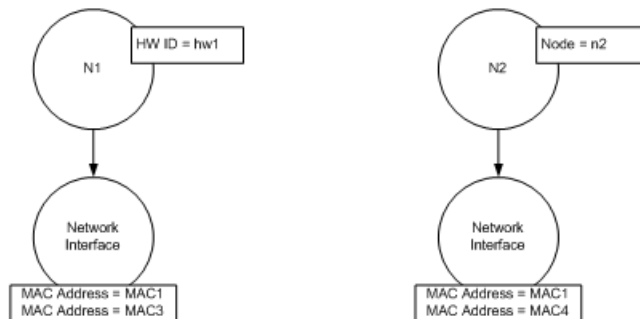 HW ID = hw1
N1
Node = n2
N2
Network
Interface
MAC Address = MAC1
MAC Address = MAC3
Network
Interface
MAC Address = MAC1
MAC Address = MAC4